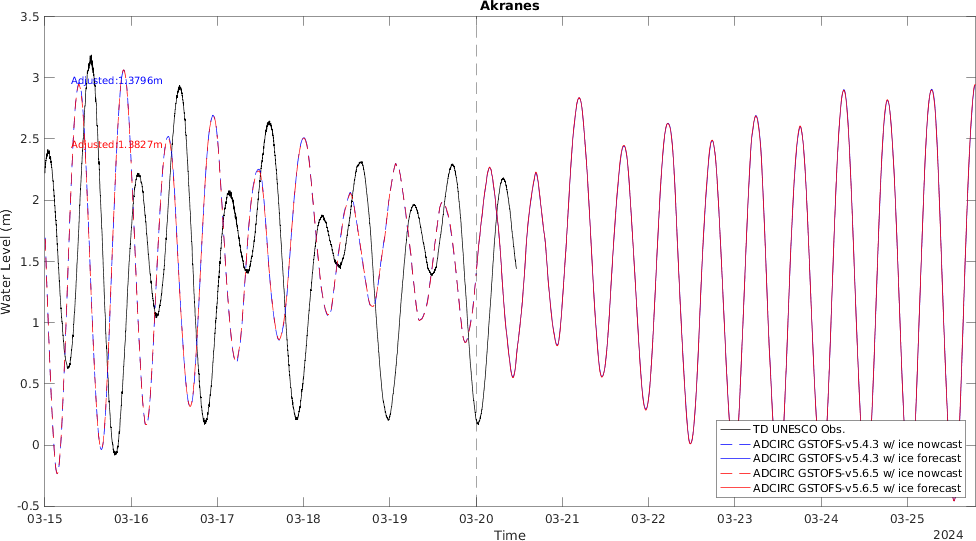 Akranes
3.5
3
2.5
2
1.5
1
0.5
0
-0.5
Water Level (m)
Adjusted:1.3796m
Adjusted:1.3827m
TD UNESCO Obs.
ADCIRC GSTOFS-v5.4.3 w/ ice nowcast
ADCIRC GSTOFS-v5.4.3 w/ ice forecast
ADCIRC GSTOFS-v5.6.5 w/ ice nowcast
ADCIRC GSTOFS-v5.6.5 w/ ice forecast
03-15 03-16 03-17 03-18 03-19 03-20 03-21 03-22 03-23 03-24 03-25
Time
2024